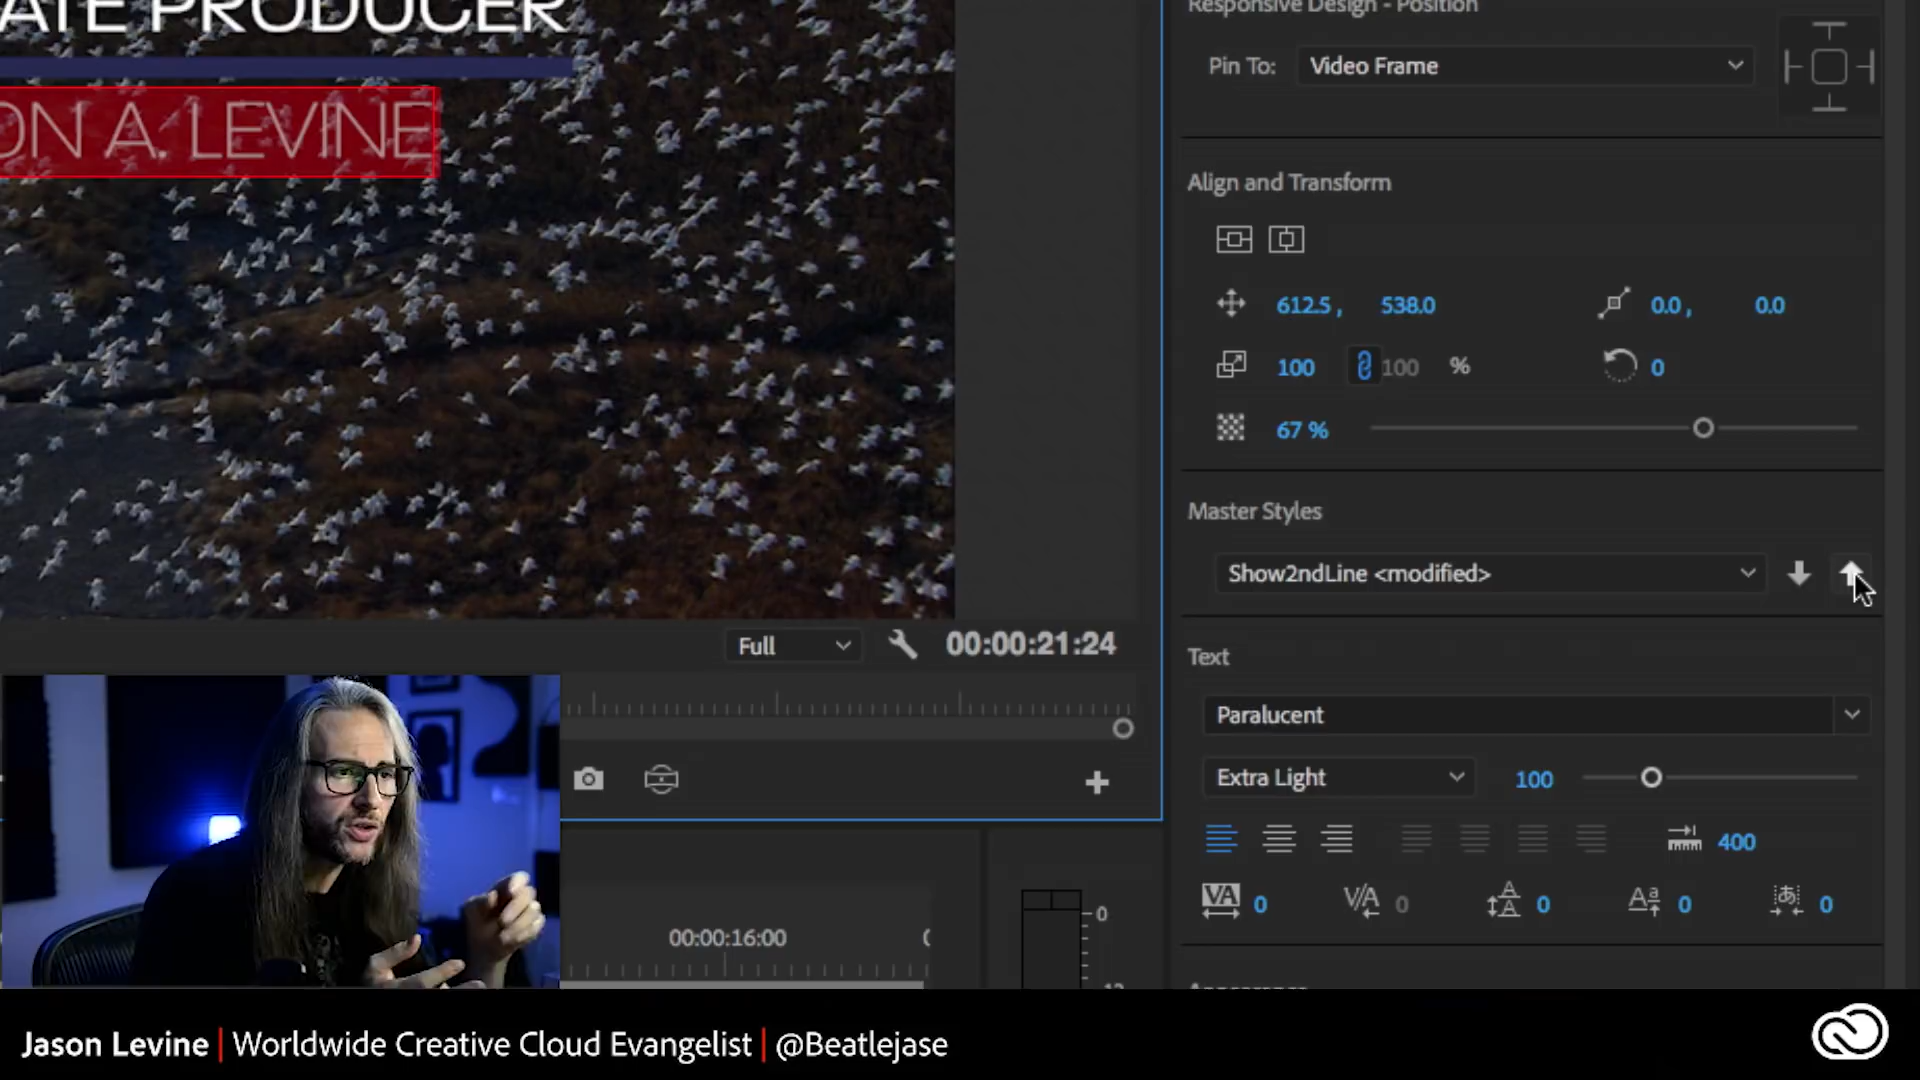 ATE PRODUCER
ON A. LEVINE
Responsive Design - Position
Pin To: Video Frame
Align and Transform
612.5 , 538.0 0.0 , 0.0
100 100 % 0
67 %
Master Styles
Show2ndLine <modified>
Full 00:00:21:24
Text
Paralucent
Extra Light 100
400
0 0 0 0 0
00:00:16:00
0
Jason Levine | Worldwide Creative Cloud Evangelist | @Beatlejase